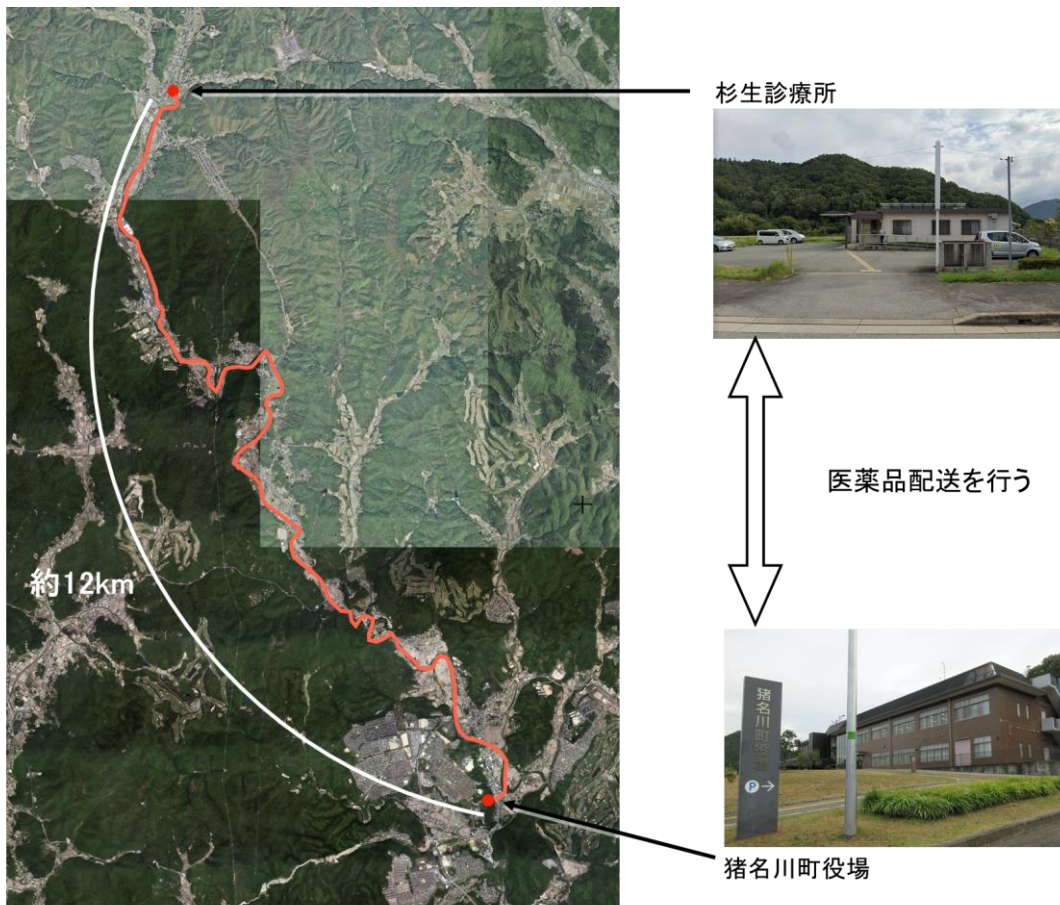 杉生診療所
医薬品配送を行う
約12km
猪名川町役場
P→
猪名川町役場